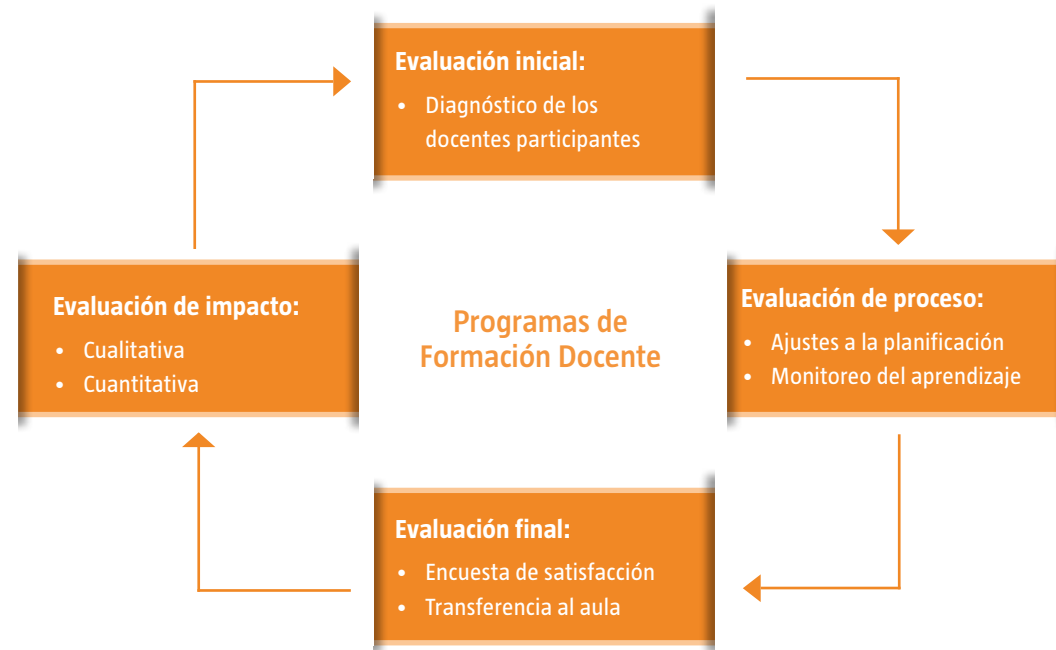 Evaluación inicial:
• Diagnóstico de los
docentes participantes
Evaluación de impacto:
• Cualitativa
• Cuantitativa
Programas de
Formación Docente
Evaluación de proceso:
• Ajustes a la planificación
• Monitoreo del aprendizaje
Evaluación final:
• Encuesta de satisfacción
• Transferencia al aula